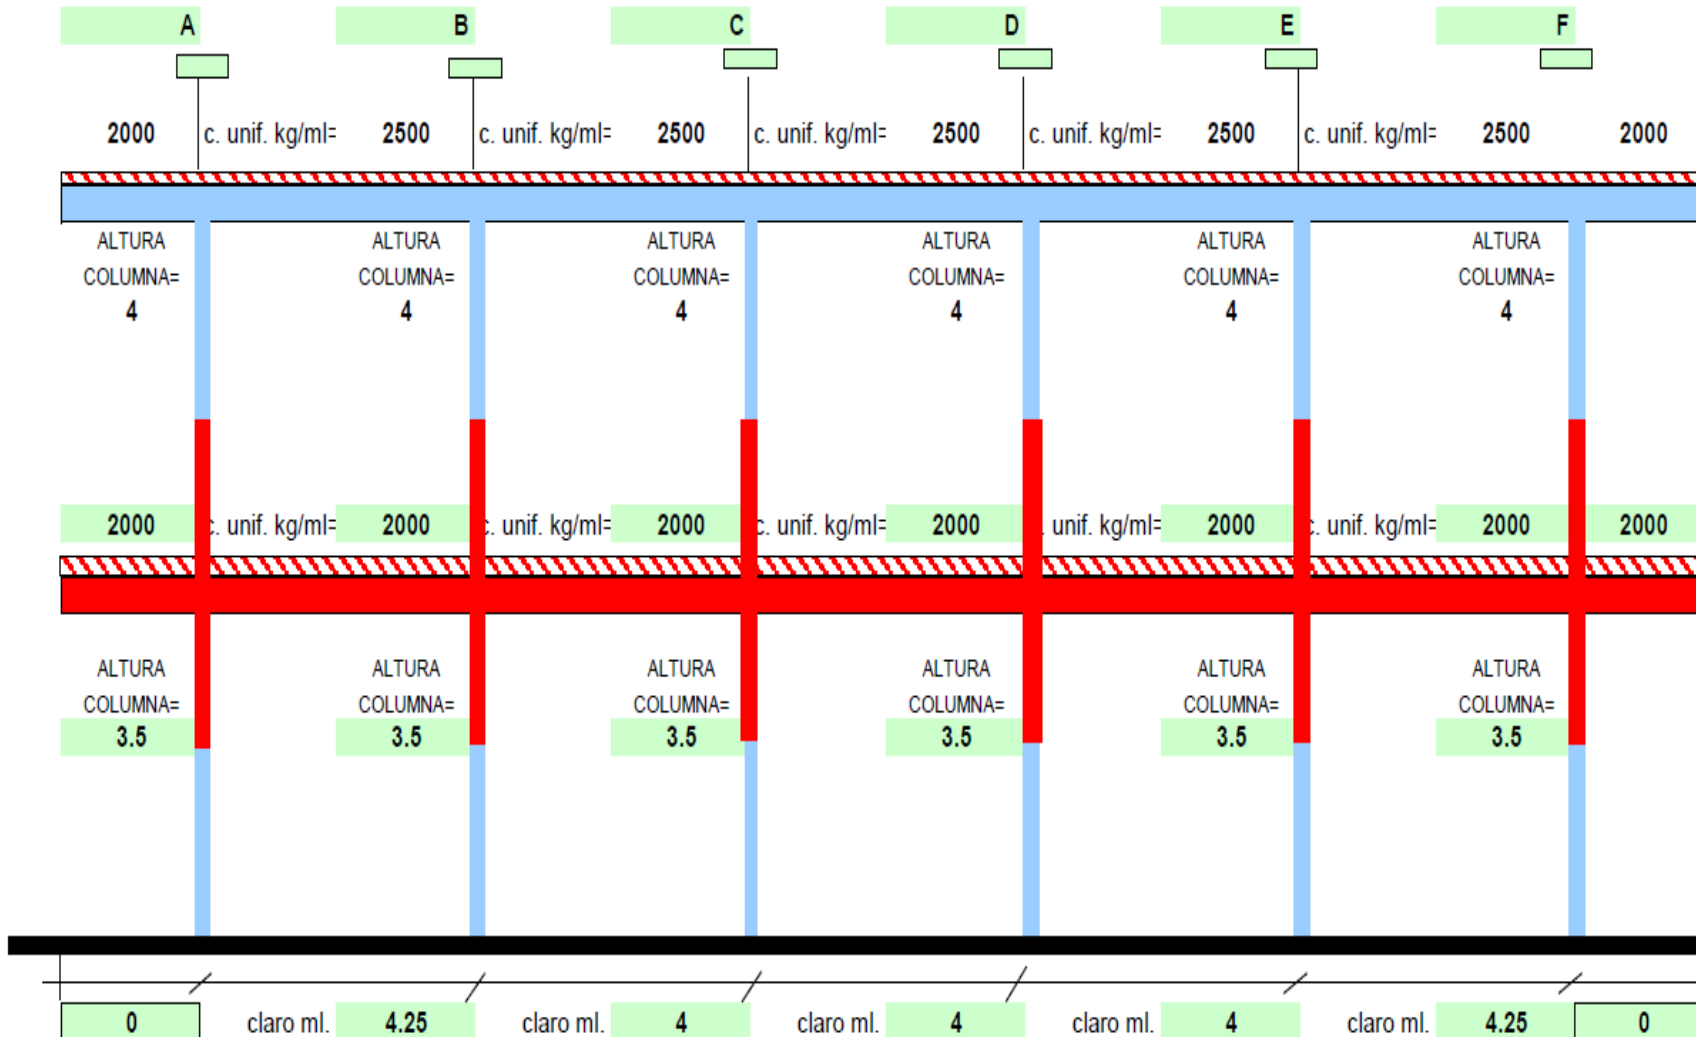 A B C D E F
2000 c. unif. kg/ml= 2500 c. unif. kg/ml= 2500 c. unif. kg/ml= 2500 c. unif. kg/ml= 2500 c. unif. kg/ml= 2500 2000
ALTURA ALTURA ALTURA ALTURA ALTURA ALTURA
COLUMNA= COLUMNA= COLUMNA= COLUMNA= COLUMNA= COLUMNA=
4 4 4 4 4 4
2000 c. unif. kg/ml= 2000 c. unif. kg/ml= 2000 c. unif. kg/ml= 2000 . unif. kg/ml= 2000 c. unif. kg/ml= 2000 2000
ALTURA ALTURA ALTURA ALTURA ALTURA ALTURA
COLUMNA= COLUMNA= COLUMNA= COLUMNA= COLUMNA= COLUMNA=
3.5 3.5 3.5 3.5 3.5 3.5
0 claro ml. 4.25 claro ml. 4 claro ml. 4 claro ml. 4 claro ml. 4.25 0